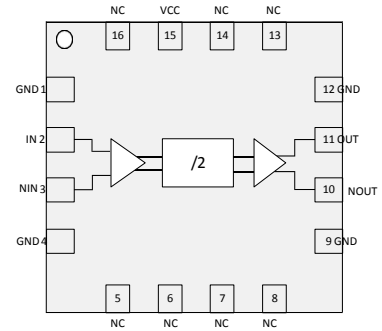 NC VCC NC NC
16 15 14 13
GND 1 12 GND
IN 2 11 OUT
/2
NIN 3 10 NOUT
GND 4 9 GND
5 6 7 8
NC NC NC NC